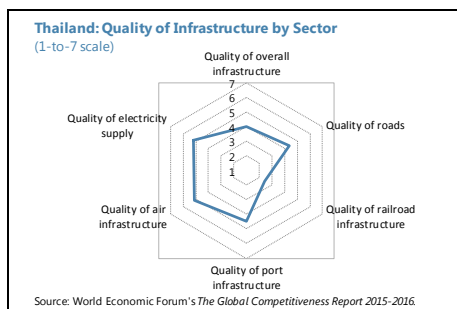 Thailand: Quality of Infrastructure by Sector
(1-to-7 scale)
Quality of overall
infrastructure
7
6
5
4
3
2
1
Quality of electricity
supply
Quality of roads
Quality of air
infrastructure
Quality of railroad
infrastructure
Quality of port
infrastructure
Source: World Economic Forum's The Global Competitiveness Report 2015-2016.